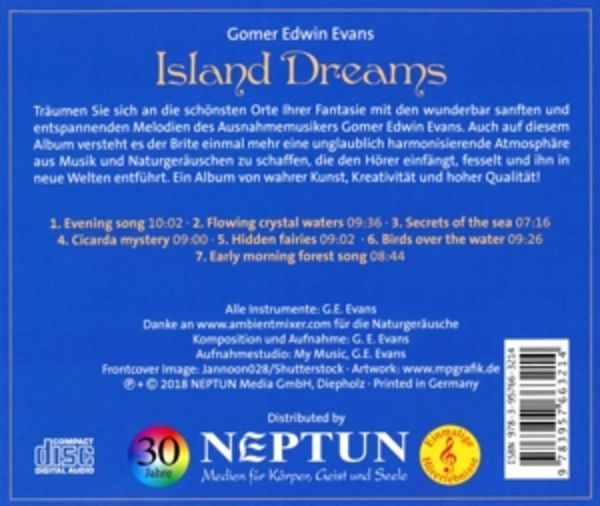 Gomer Edwin Evans
Island Dreams
Träumen Sie sich an die schönsten Orte Ihrer Fantasie mit den wunderbar sanften und
entspannenden Melodien des Ausnahmemusikers Gomer Edwin Evans. Auch auf diesem
Album versteht es der Brite einmal mehr eine unglaublich harmonisierende Atmosphäre
aus Musik und Naturgeräuschen zu schaffen, die den Hörer einfängt, fesselt und ihn in
neue Welten entführt. Ein Album von wahrer Kunst, Kreativität und hoher Qualität!
1. Evening song 10:02 · 2. Flowing crystal waters 09:36 · 3. Secrets of the sea 07:16
4. Cicarda mystery 09:00 · 5. Hidden fairies 09:02 · 6. Birds over the water 09:26
7. Early morning forest song 08:44
Alle Instrumente: G.E. Evans
Danke an www.ambientmixer.com für die Naturgeräusche
Komposition und Aufnahme: G. E. Evans
Aufnahmestudio: My Music, G.E. Evans
Frontcover Image: Jannoon028/Shutterstock · Artwork: www.mpgrafik.de
℗ + © 2018 NEPTUN Media GmbH, Diepholz · Printed in Germany
Distributed by
COMPACT
disc
DIGITAL AUDIO
30
Jahre
NEPTUN
Medien für Körper, Geist und Seele
Einmalige
Hörerlebnisse
ISBN 978-3-95766-321-4
9 783957 663214